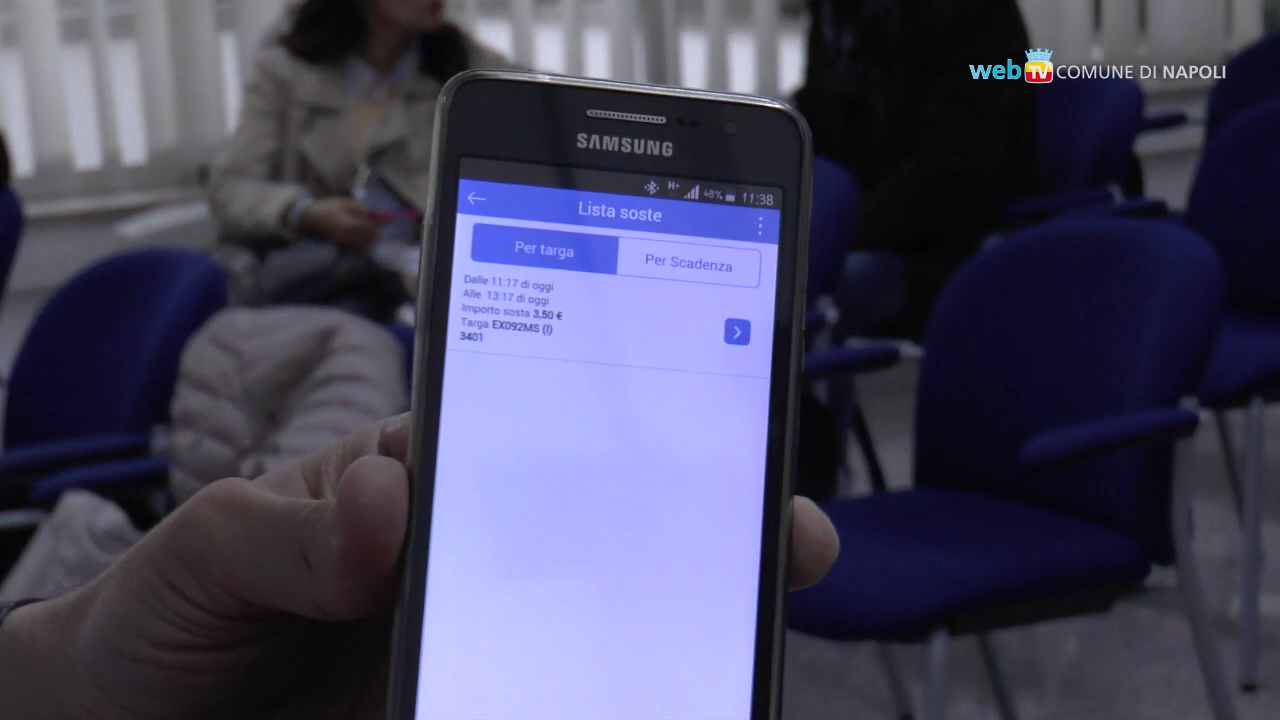 web TV COMUNE DI NAPOLI
SAMSUNG
H+ 48% 11:38
Lista soste
Per targa Per Scadenza
Dalle 11:17 di oggi
Alle 13:17 di oggi
Importo sosta 3,50 €
Targa EX092MS (I)
3401